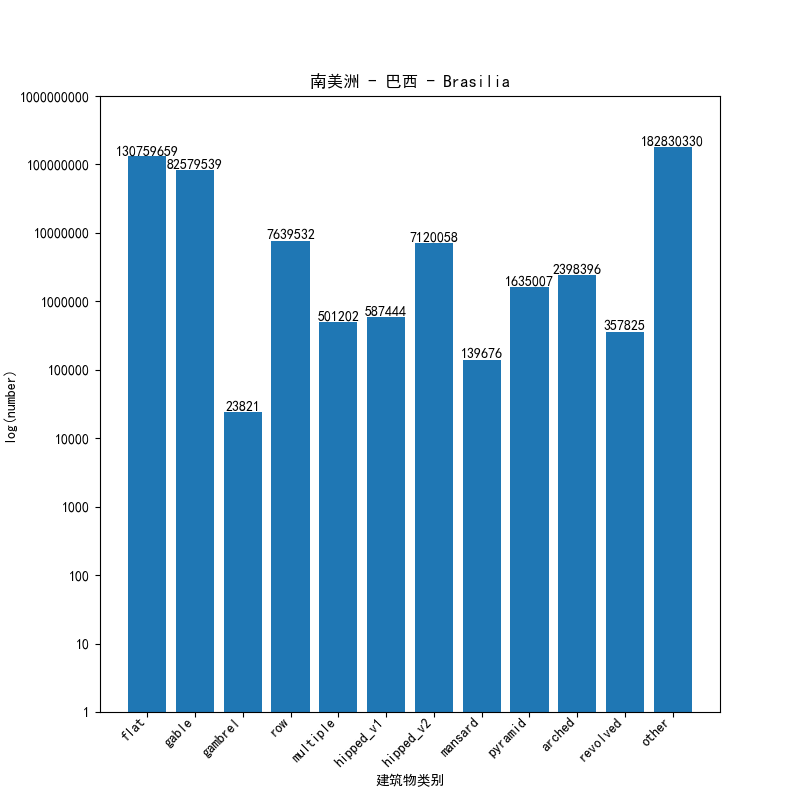 南美洲 - 巴西 - Brasilia
1000000000
100000000
10000000
1000000
100000
10000
1000
100
10
1
log(number)
130759659
82579539
23821
7639532
501202
587444
7120058
139676
1635007
2398396
357825
182830330
flat
gable
gambrel
row
multiple
hipped_v1
hipped_v2
mansard
pyramid
arched
revolved
other
建筑物类别